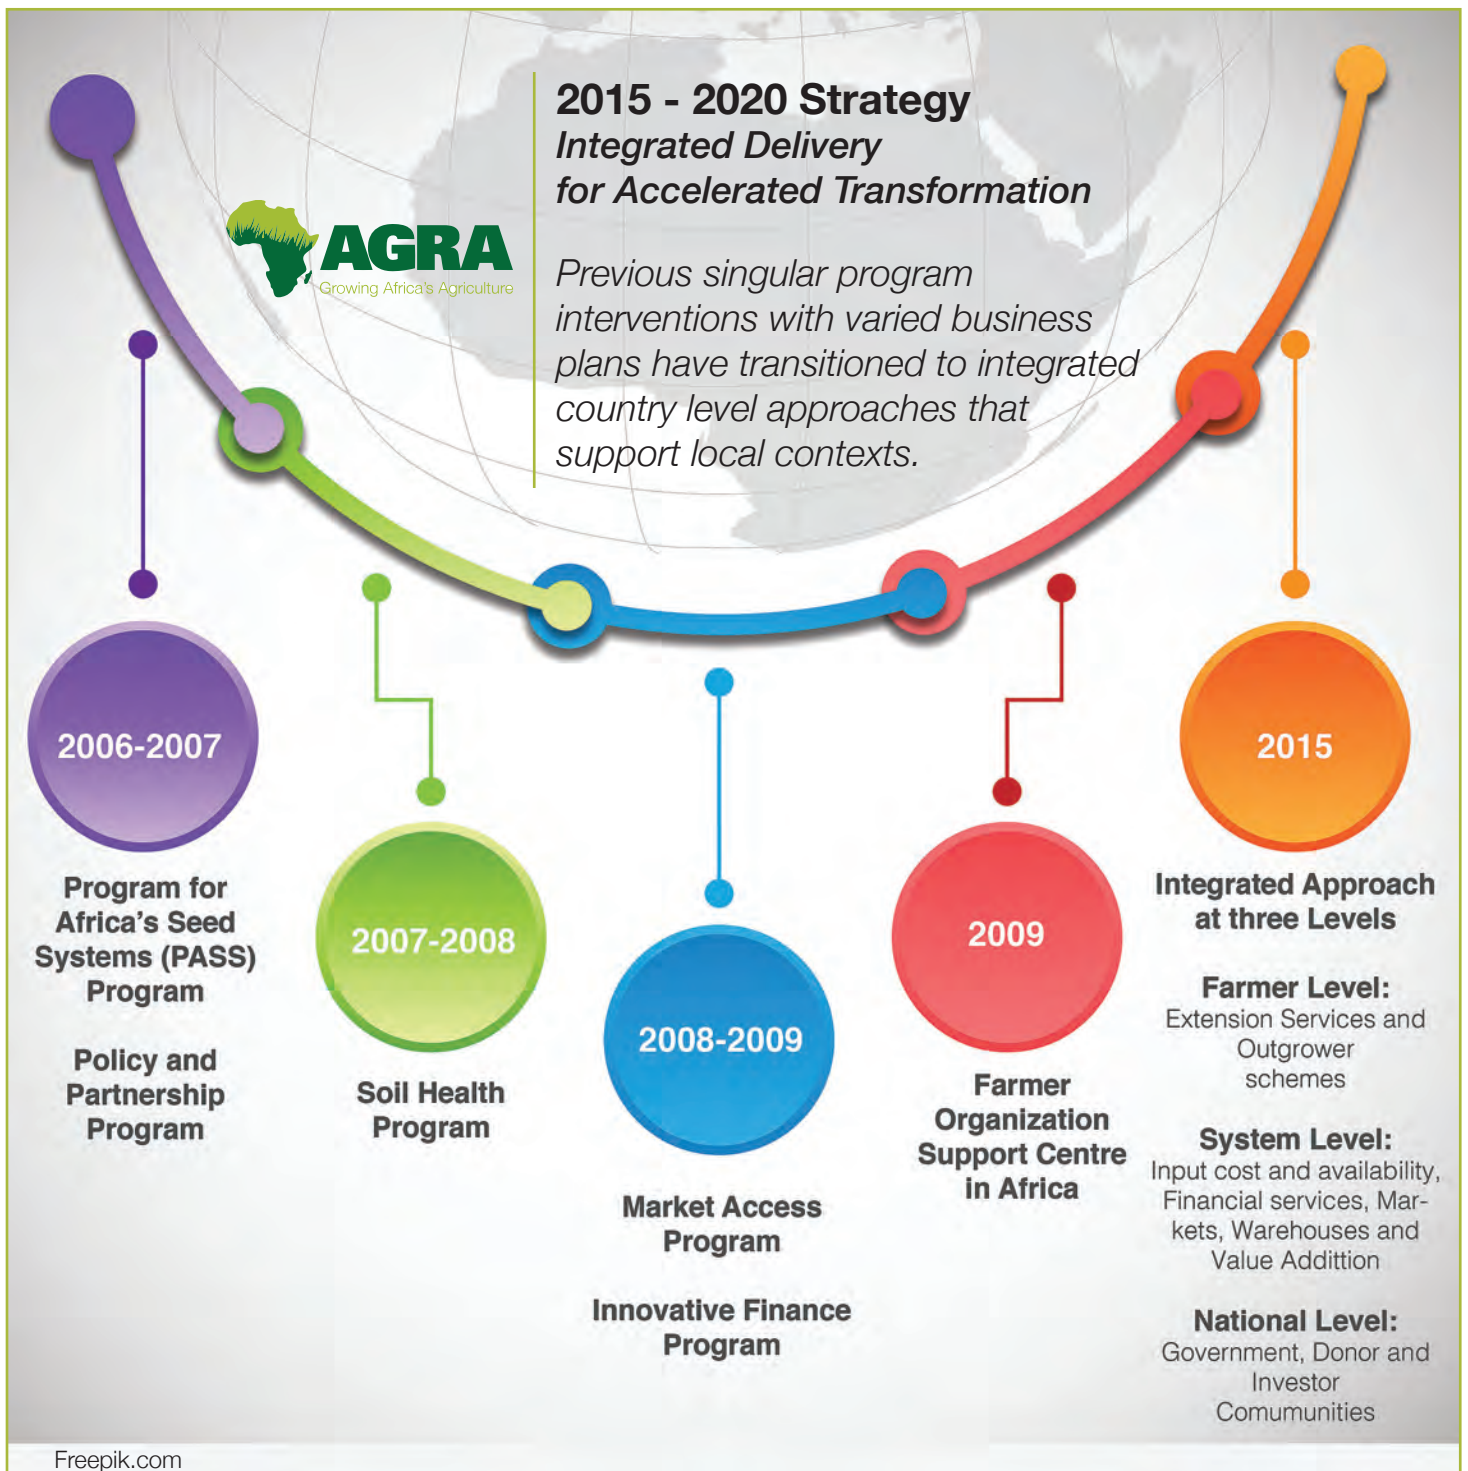 2015 - 2020 Strategy
Integrated Delivery
for Accelerated Transformation
AGRA
Growing Africa's Agriculture
Previous singular program
interventions with varied business
plans have transitioned to integrated
country level approaches that
support local contexts.
2006-2007
Program for
Africa's Seed
Systems (PASS)
Program
Policy and
Partnership
Program
2007-2008
Soil Health
Program
2008-2009
Market Access
Program
Innovative Finance
Program
2009
Farmer
Organization
Support Centre
in Africa
2015
Integrated Approach
at three Levels
Farmer Level:
Extension Services and
Outgrower
schemes
System Level:
Input cost and availability,
Financial services, Mar-
kets, Warehouses and
Value Addittion
National Level:
Government, Donor and
Investor
Comumunities
Freepik.com